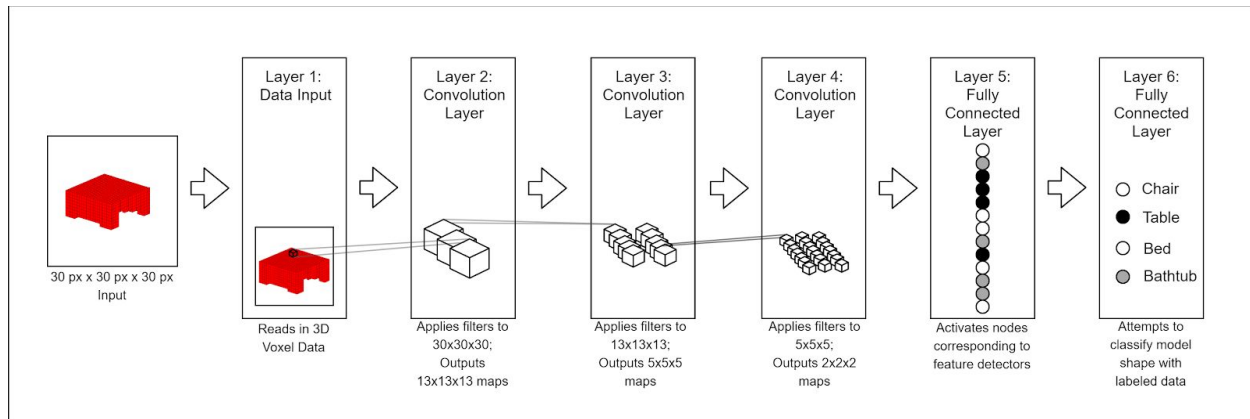 30 px x 30 px x 30 px
Input
Layer 1:
Data Input
Reads in 3D
Voxel Data
Layer 2:
Convolution
Layer
Applies filters to
30x30x30;
Outputs
13x13x13 maps
Layer 3:
Convolution
Layer
Applies filters to
13x13x13;
Outputs 5x5x5
maps
Layer 4:
Convolution
Layer
Applies filters to
5x5x5;
Outputs 2x2x2
maps
Layer 5:
Fully
Connected
Layer
Activates nodes
corresponding to
feature detectors
Layer 6:
Fully
Connected
Layer
Chair
Table
Bed
Bathtub
Attempts to
classify model
shape with
labeled data